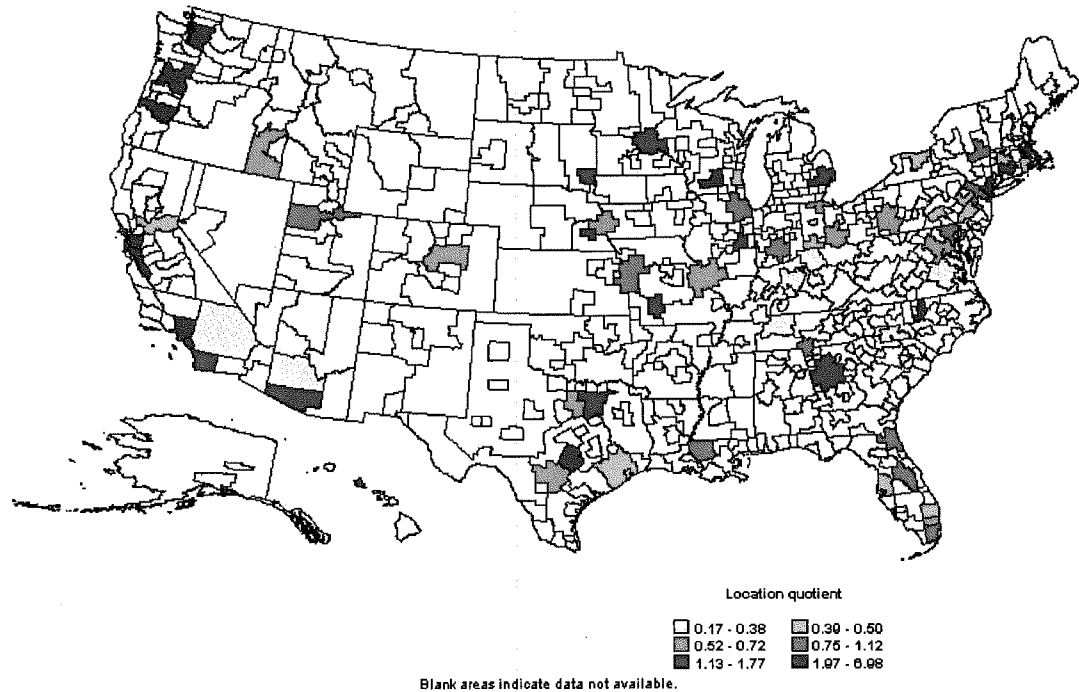 Location quotient
0.17 - 0.38 0.39 - 0.50
0.52 - 0.72 0.75 - 1.12
1.13 - 1.77 1.97 - 6.98
Blank areas indicate data not available.